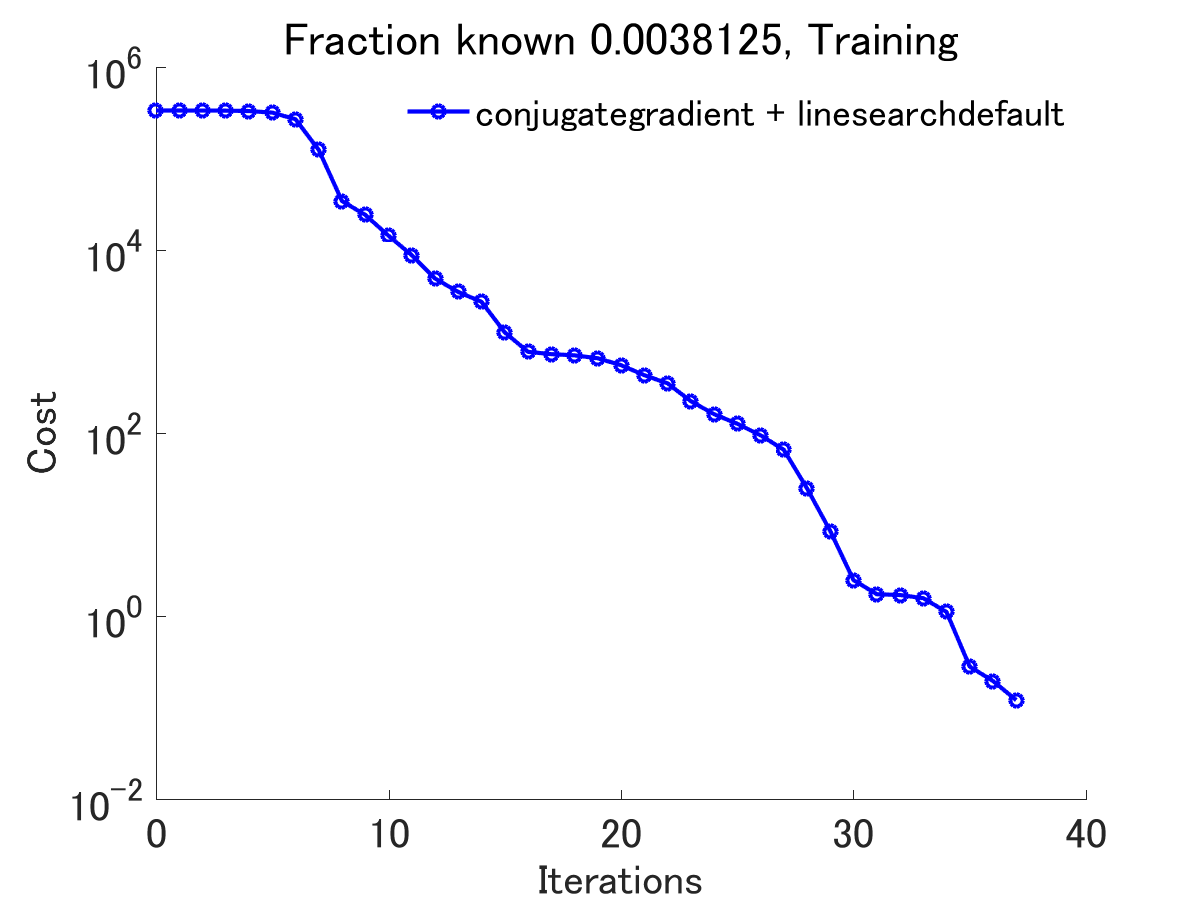 Fraction known 0.0038125, Training
conjugategradient + linesearchdefault
10^6
10^4
10^2
10^0
10^-2
Cost
0 10 20 30 40
Iterations